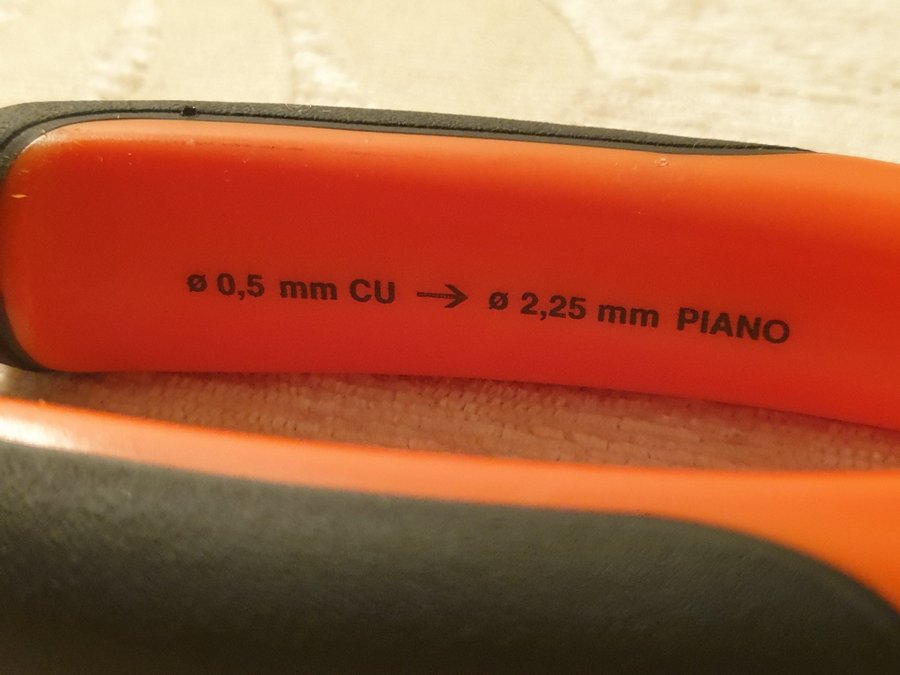 ø 0,5 mm CU → ø 2,25 mm PIANO